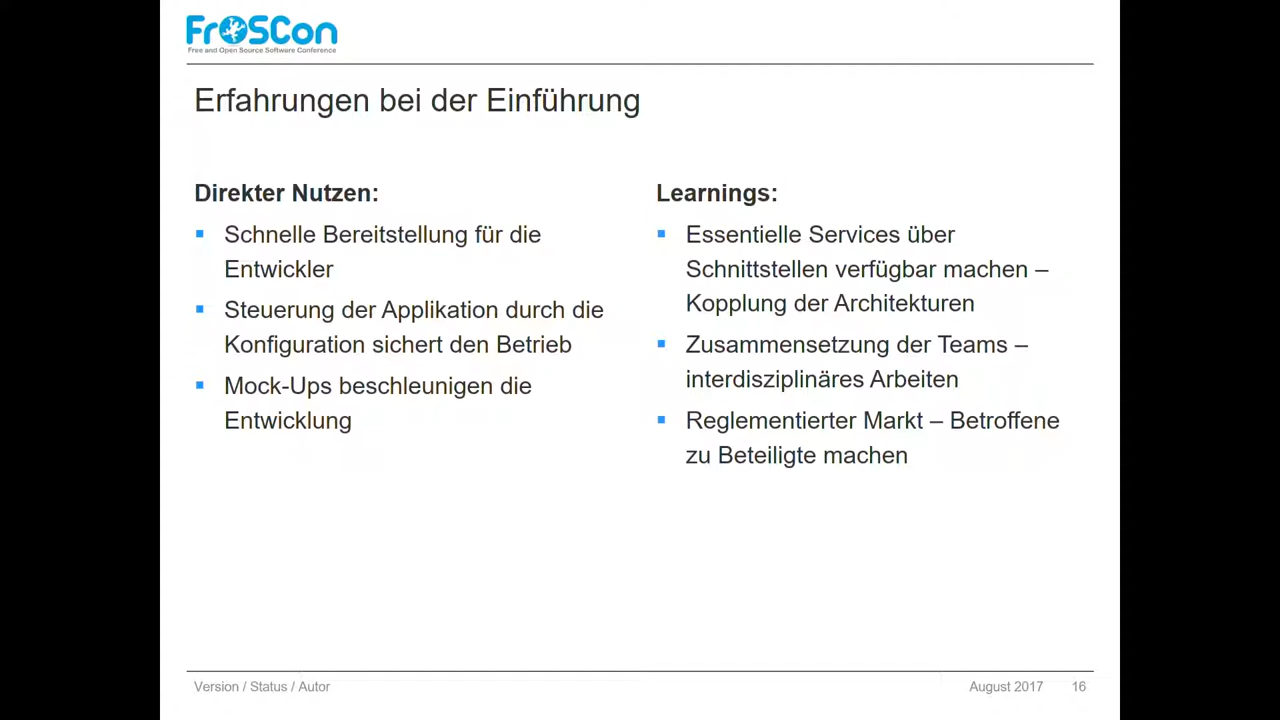 FrOSCon
Free and Open Source Software Conference
Erfahrungen bei der Einführung
Direkter Nutzen:
Schnelle Bereitstellung für die
Entwickler
Steuerung der Applikation durch die
Konfiguration sichert den Betrieb
Mock-Ups beschleunigen die
Entwicklung
Learnings:
Essentielle Services über
Schnittstellen verfügbar machen –
Kopplung der Architekturen
Zusammensetzung der Teams –
interdisziplinäres Arbeiten
Reglementierter Markt – Betroffene
zu Beteiligte machen
Version / Status / Autor
August 2017 16